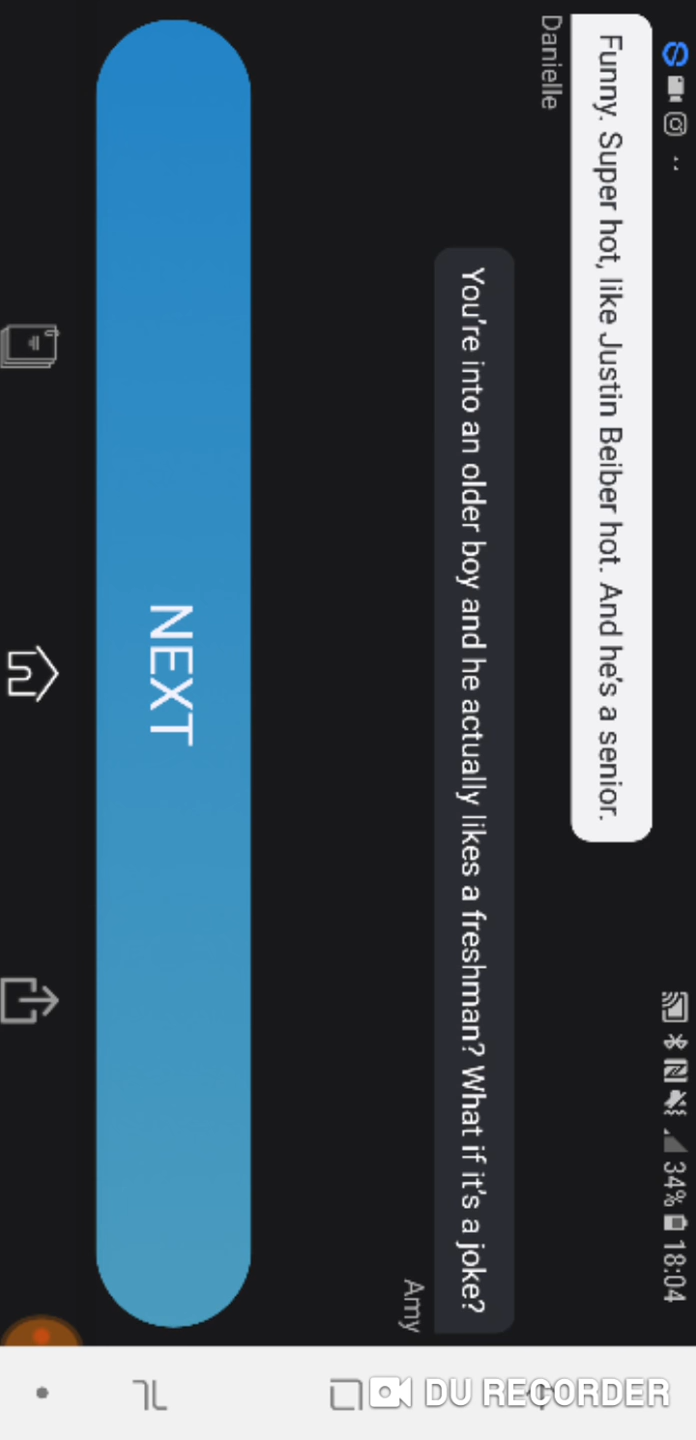 34% 18:04
Funny. Super hot, like Justin Beiber hot. And he's a senior.
Danielle
You're into an older boy and he actually likes a freshman? What if it's a joke?
Amy
NEXT
DU RECORDER